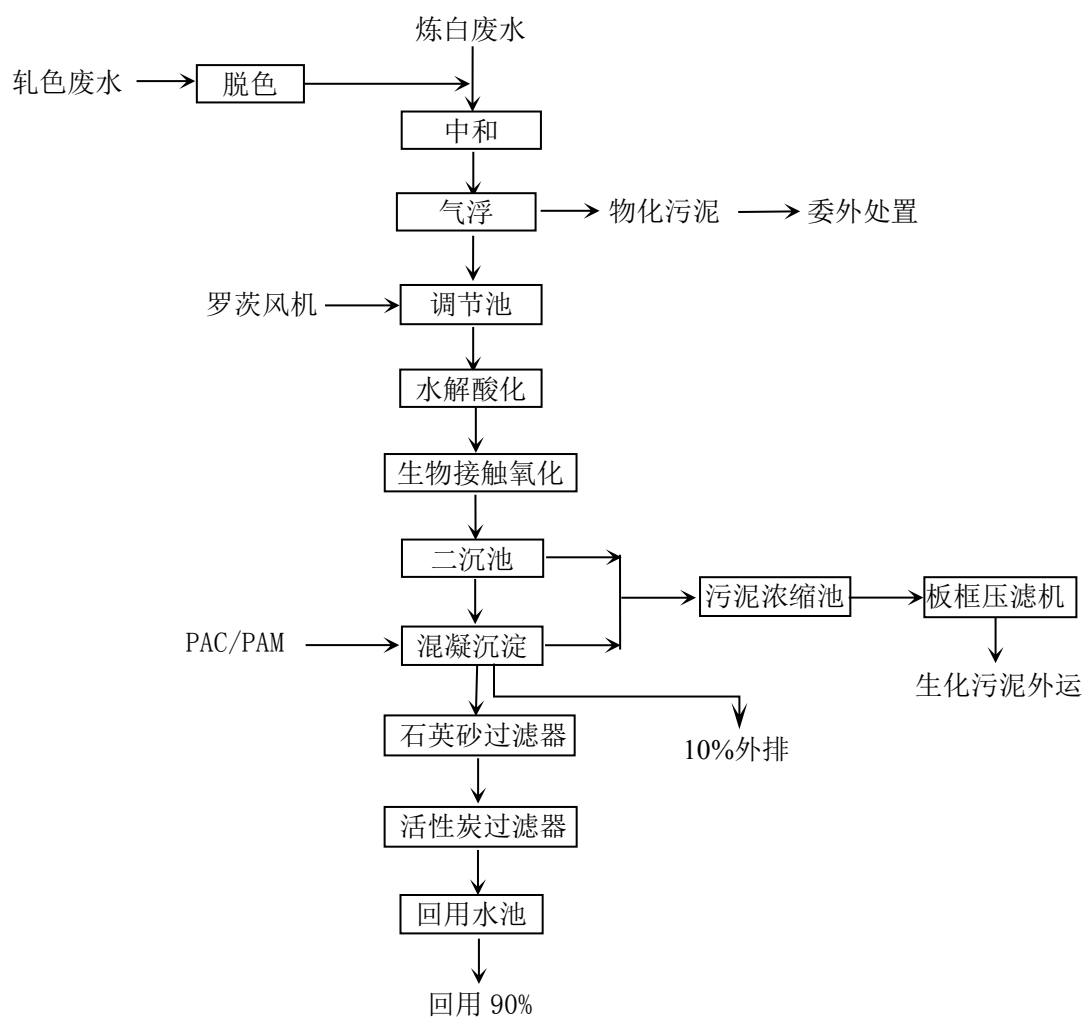 炼白废水
轧色废水
脱色
中和
气浮
物化污泥
委外处置
罗茨风机
调节池
水解酸化
生物接触氧化
二沉池
污泥浓缩池
板框压滤机
PAC/PAM
混凝沉淀
生化污泥外运
石英砂过滤器
10%外排
活性炭过滤器
回用水池
回用 90%